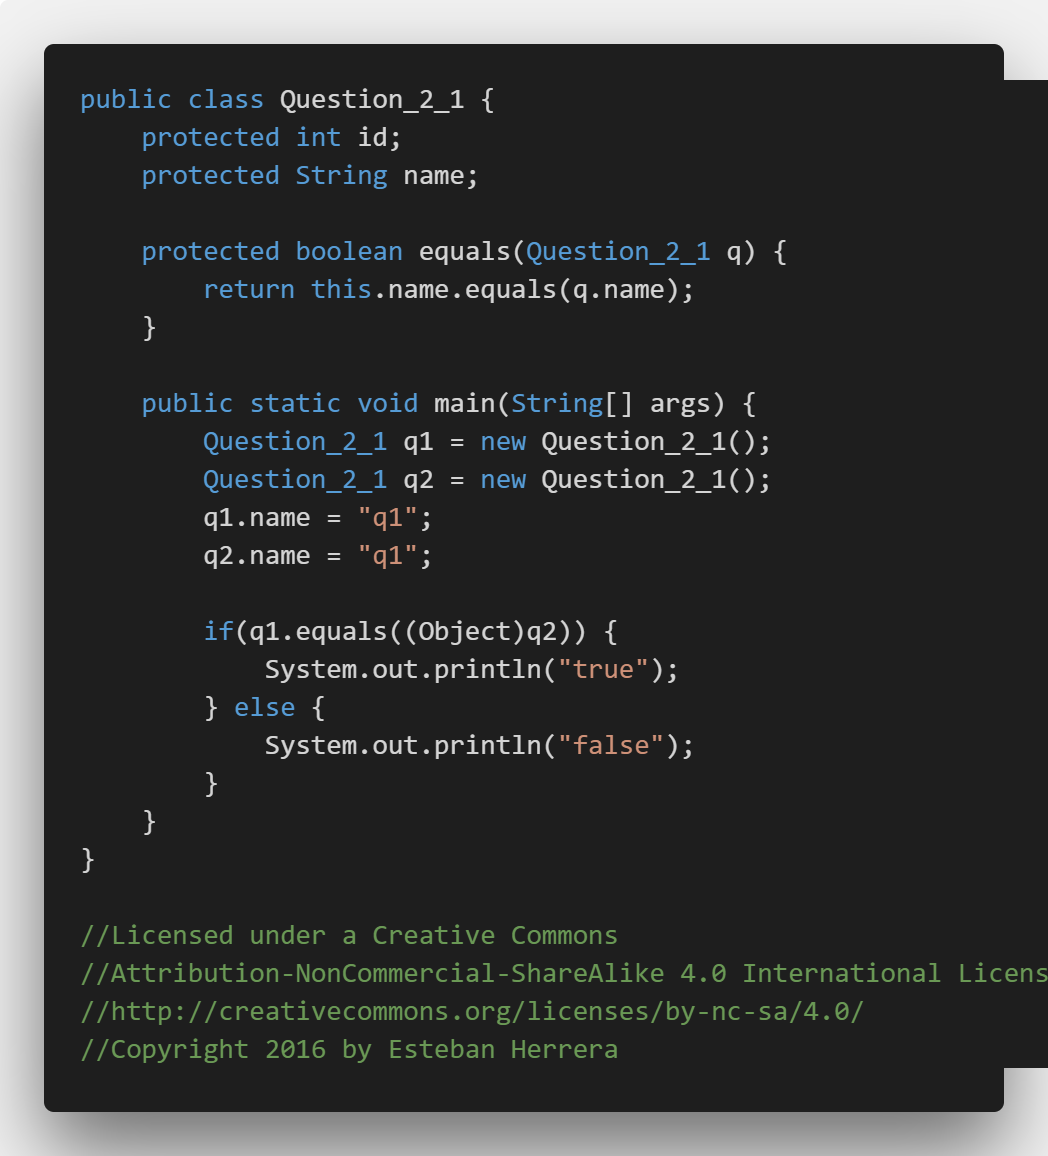 public class Question_2_1 {
    protected int id;
    protected String name;

    protected boolean equals(Question_2_1 q) {
        return this.name.equals(q.name);
    }

    public static void main(String[] args) {
        Question_2_1 q1 = new Question_2_1();
        Question_2_1 q2 = new Question_2_1();
        q1.name = "q1";
        q2.name = "q1";

        if(q1.equals((Object)q2)) {
            System.out.println("true");
        } else {
            System.out.println("false");
        }
    }
}

//Licensed under a Creative Commons
//Attribution-NonCommercial-ShareAlike 4.0 International Licens
//http://creativecommons.org/licenses/by-nc-sa/4.0/
//Copyright 2016 by Esteban Herrera